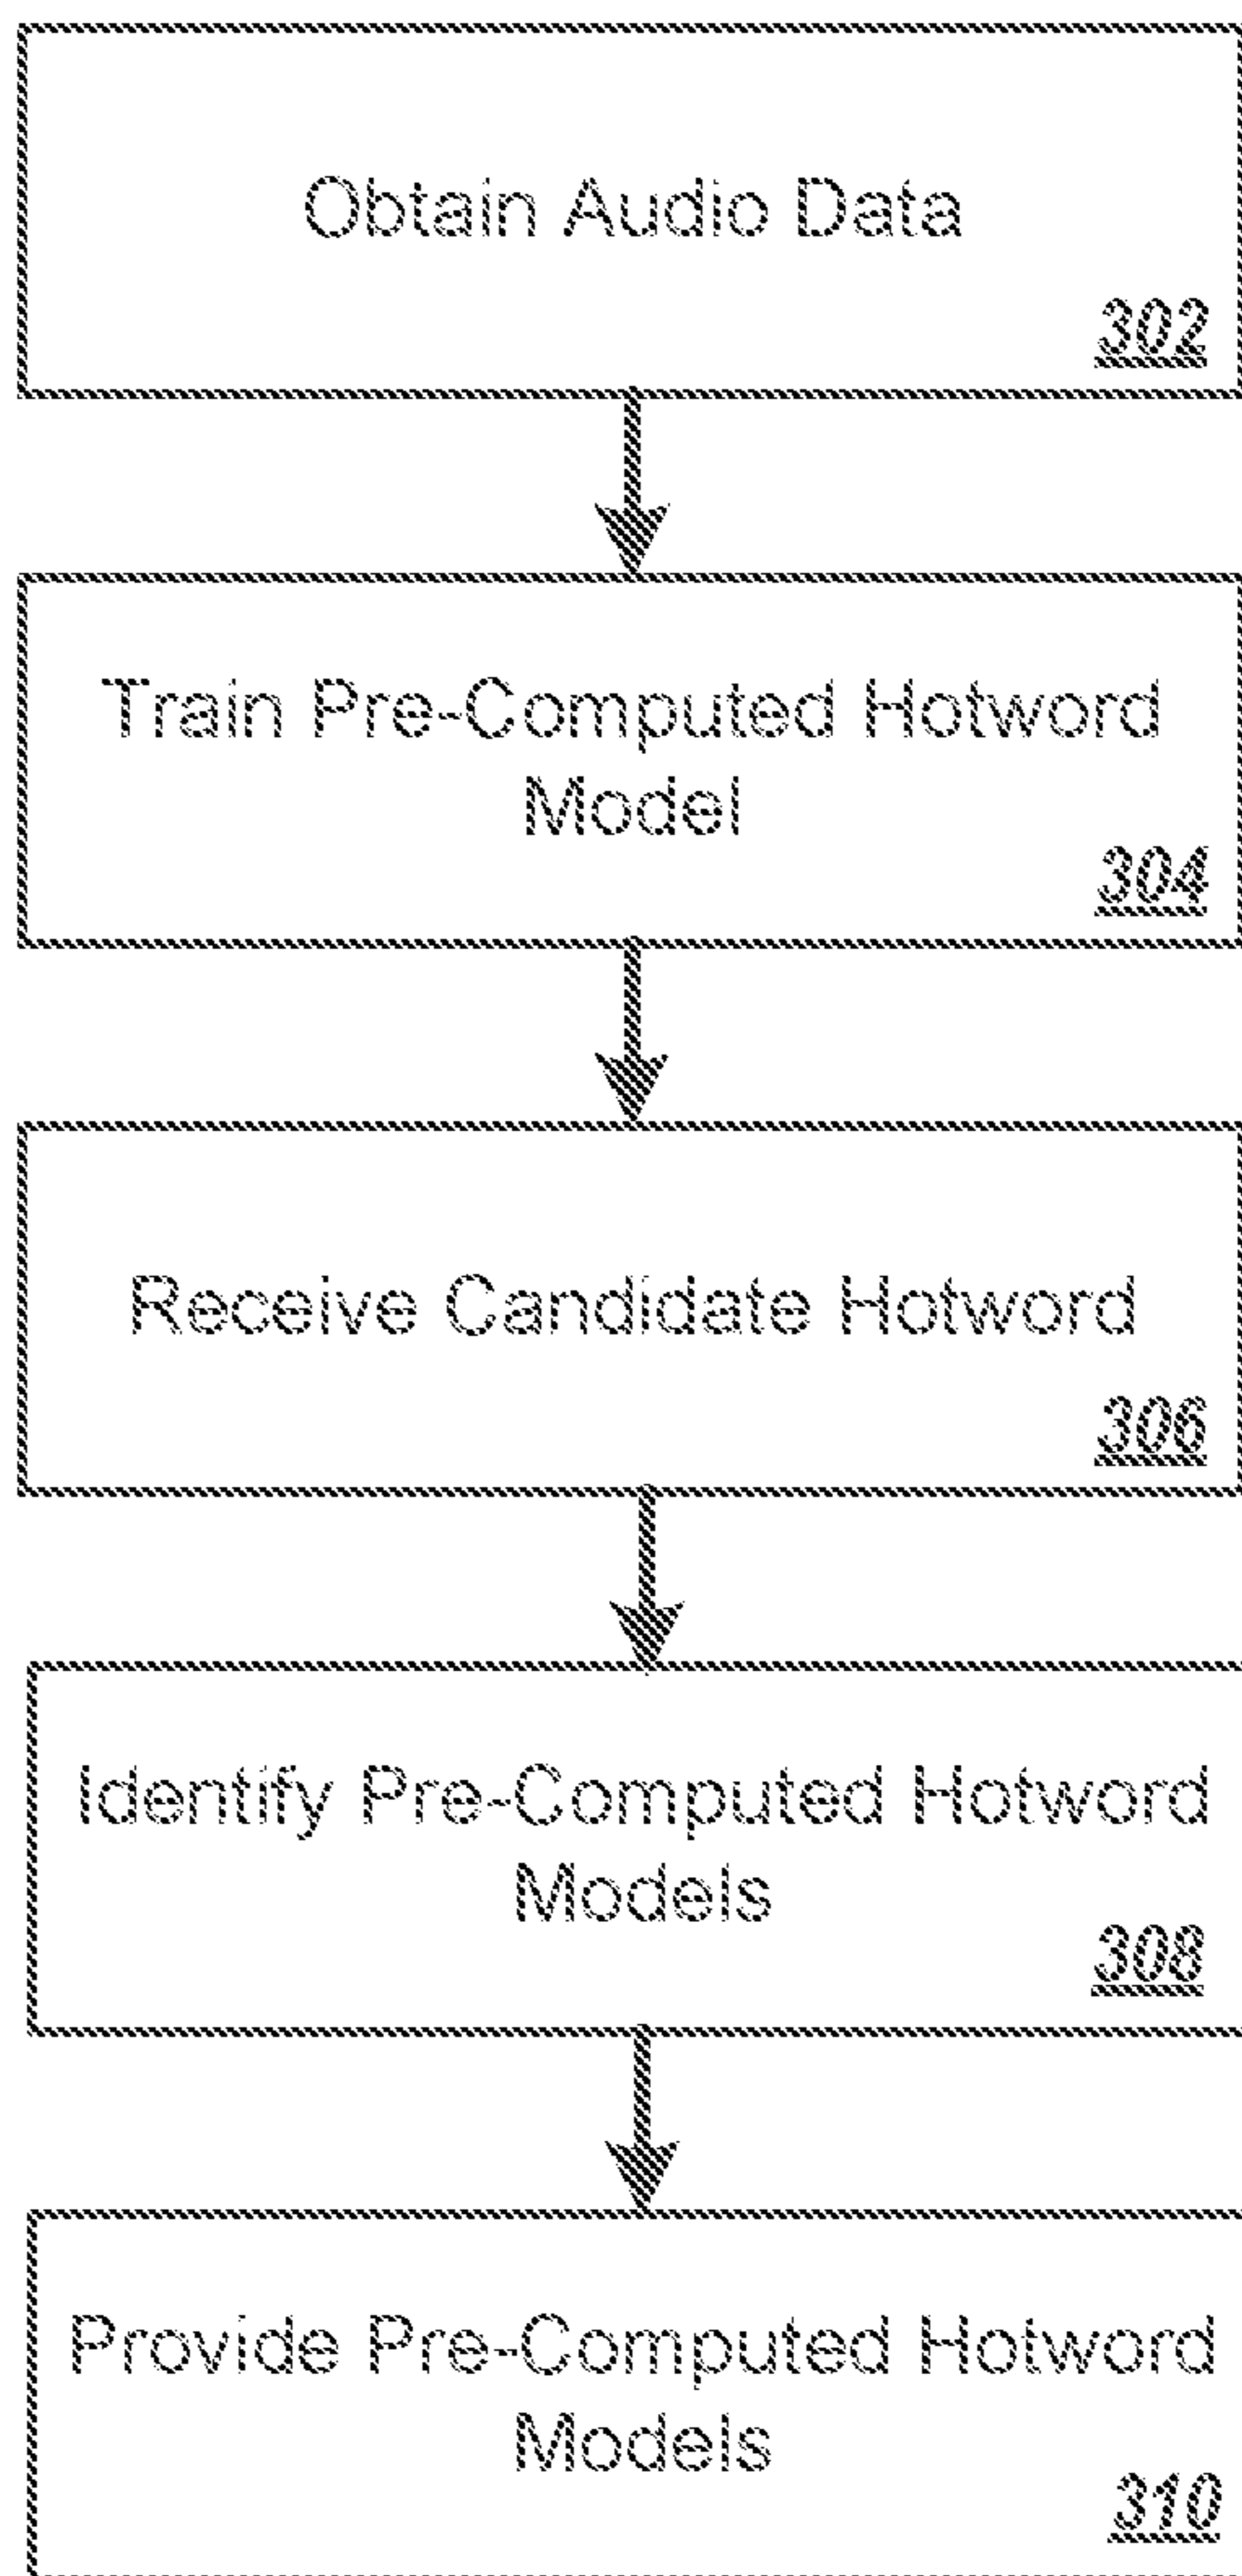 Obtain Audio Data
302
Train Pre-Computed Hotword
Model
304
Receive Candidate Hotword
306
Identify Pre-Computed Hotword
Models
308
Provide Pre-Computed Hotword
Models
310